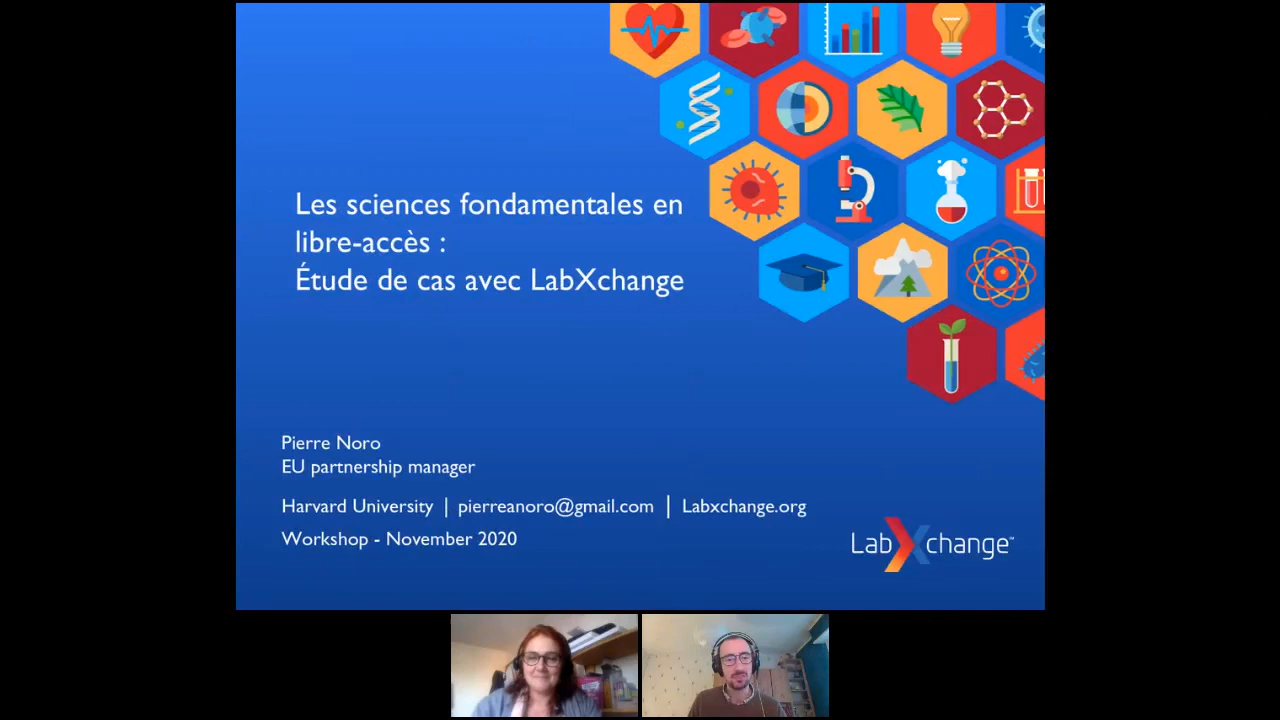 Les sciences fondamentales en
libre-accès :
Étude de cas avec LabXchange
Pierre Noro
EU partnership manager
Harvard University | pierreanoro@gmail.com | Labxchange.org
Workshop - November 2020
LabXchange™